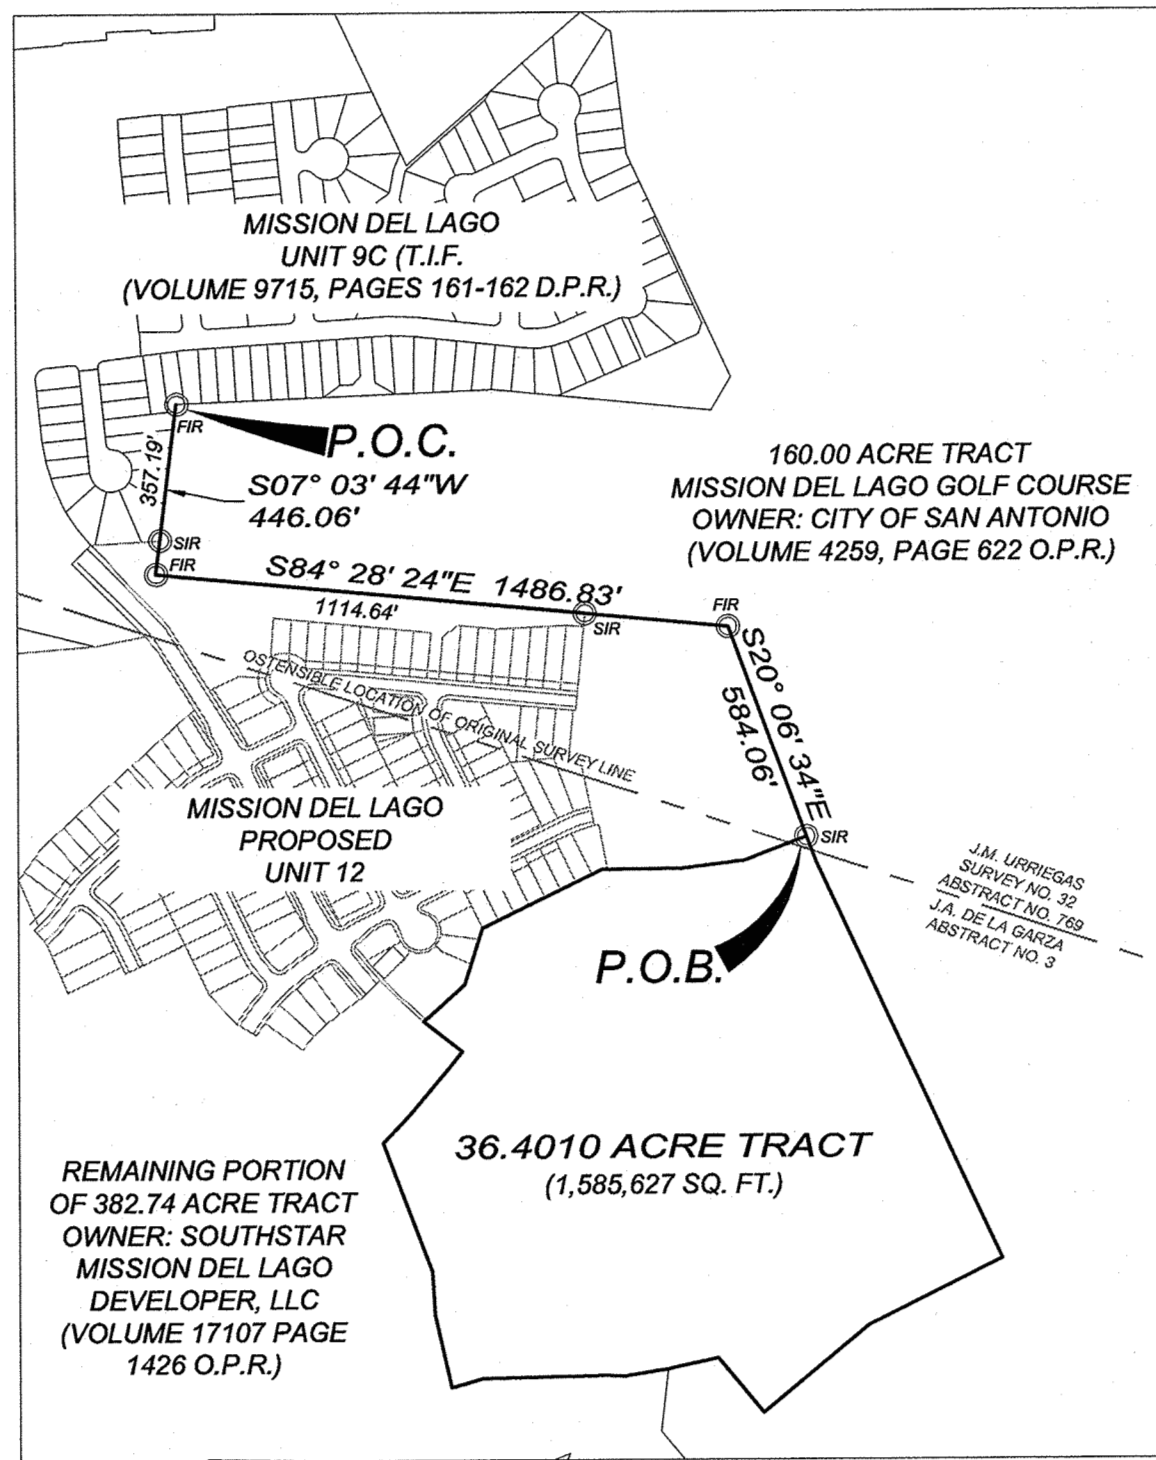 MISSION DEL LAGO
UNIT 9C (T.I.F.
(VOLUME 9715, PAGES 161-162 D.P.R.)
FIR
P.O.C.
357.19'
S07° 03' 44"W
446.06'
SIR
FIR
160.00 ACRE TRACT
MISSION DEL LAGO GOLF COURSE
OWNER: CITY OF SAN ANTONIO
(VOLUME 4259, PAGE 622 O.P.R.)
S84° 28' 24"E 1486.83'
1114.64'
SIR
FIR
S20° 06' 34"E
584.06'
OSTENSIBLE LOCATION OF ORIGINAL SURVEY LINE
MISSION DEL LAGO
PROPOSED
UNIT 12
SIR
J.M. URRIEGAS
SURVEY NO. 32
ABSTRACT NO. 769
J.A. DE LA GARZA
ABSTRACT NO. 3
P.O.B.
36.4010 ACRE TRACT
(1,585,627 SQ. FT.)
REMAINING PORTION
OF 382.74 ACRE TRACT
OWNER: SOUTHSTAR
MISSION DEL LAGO
DEVELOPER, LLC
(VOLUME 17107 PAGE
1426 O.P.R.)